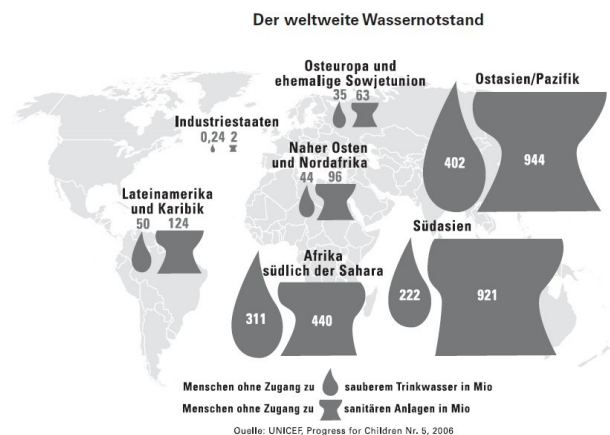 Der weltweite Wassernotstand
Osteuropa und
ehemalige Sowjetunion
35 63
Ostasien/Pazifik
402 944
Industriestaaten
0,24 2
Naher Osten
und Nordafrika
44 96
Lateinamerika
und Karibik
50 124
Südasien
222 921
Afrika
südlich der Sahara
311 440
Menschen ohne Zugang zu sauberem Trinkwasser in Mio
Menschen ohne Zugang zu sanitären Anlagen in Mio
Quelle: UNICEF, Progress for Children Nr. 5, 2006